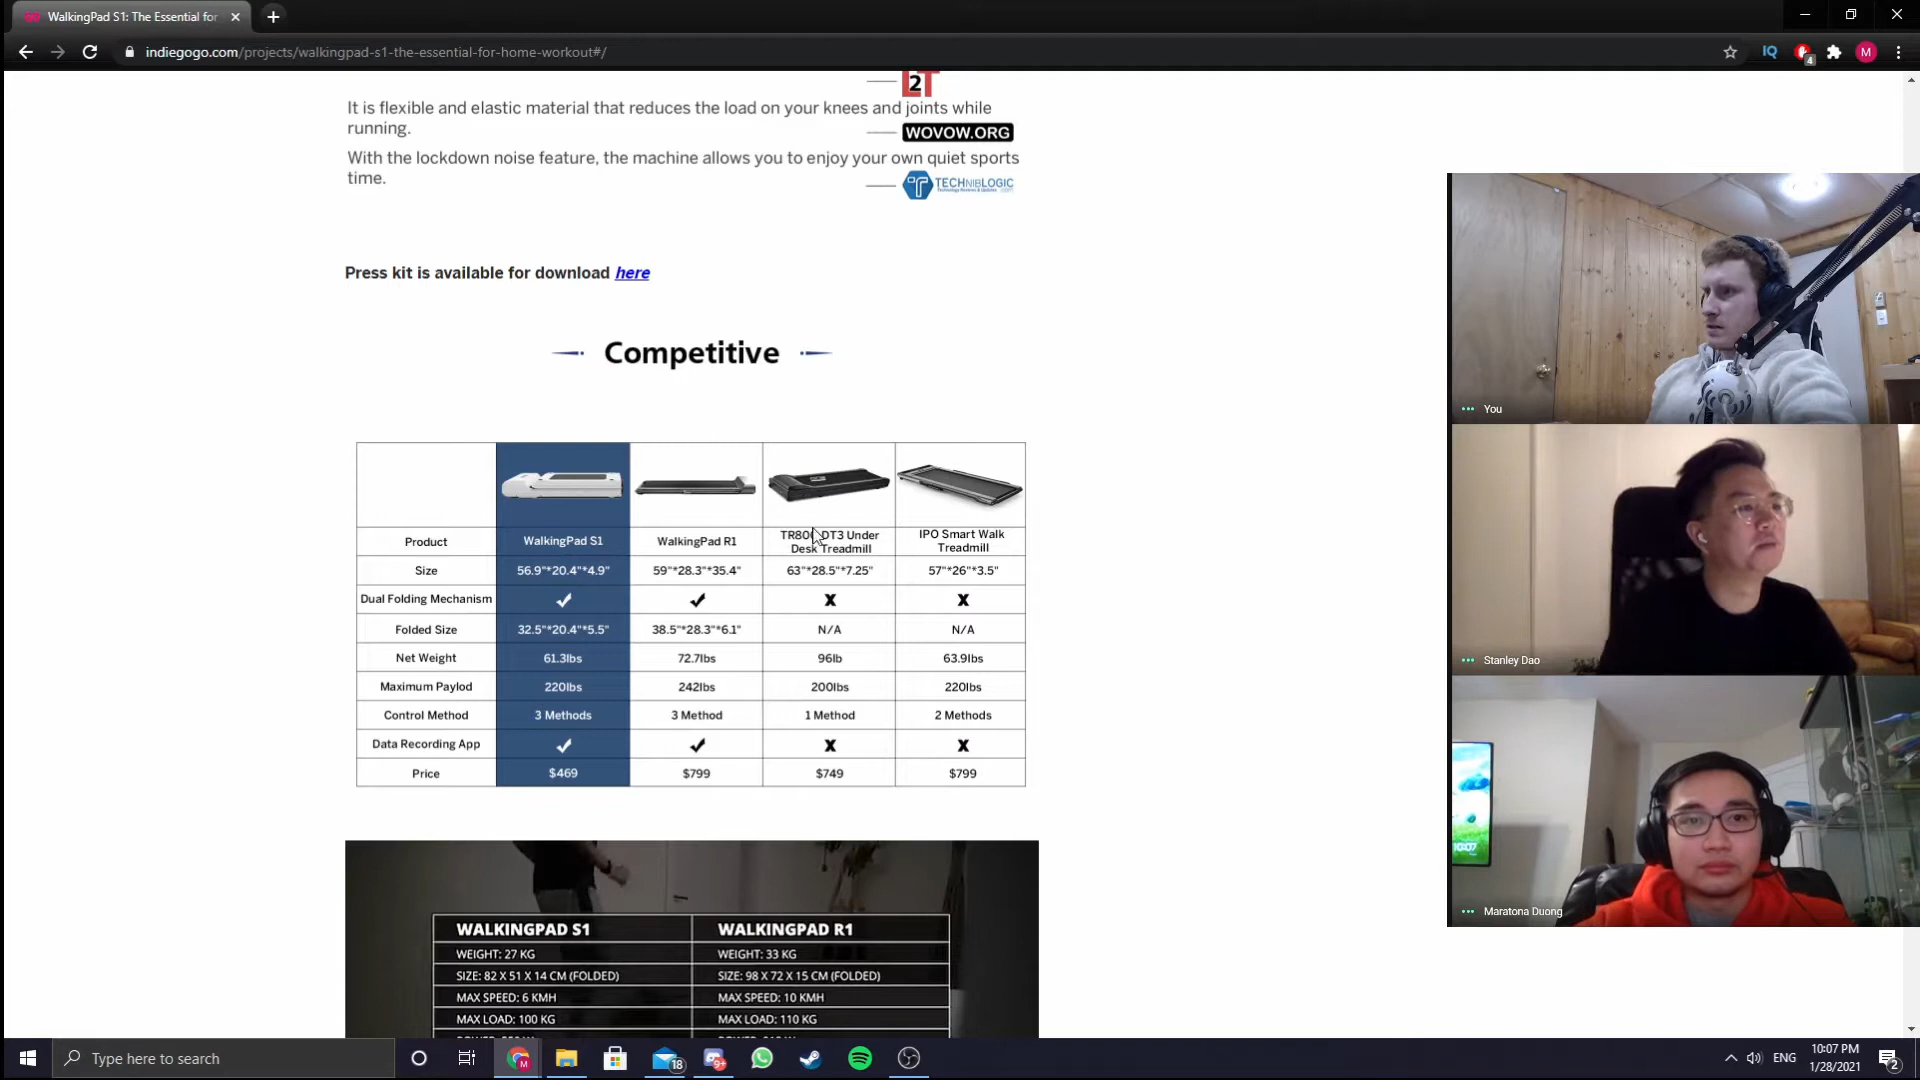 WalkingPad S1: The Essential for
indiegogo.com/projects/walkingpad-s1-the-essential-for-home-workout#/
IQ
4
M
L2T
It is flexible and elastic material that reduces the load on your knees and joints while
running.
WOVOW.ORG
With the lockdown noise feature, the machine allows you to enjoy your own quiet sports
time.
TECHNIBLOGIC
Press kit is available for download here
Competitive
Product WalkingPad S1 WalkingPad R1 TR800 DT3 Under Desk Treadmill IPO Smart Walk Treadmill
Size 56.9"*20.4"*4.9" 59"*28.3"*35.4" 63"*28.5"*7.25" 57"*26"*3.5"
Dual Folding Mechanism ✓ ✓ X X
Folded Size 32.5"*20.4"*5.5" 38.5"*28.3"*6.1" N/A N/A
Net Weight 61.3lbs 72.7lbs 96lb 63.9lbs
Maximum Paylod 220lbs 242lbs 200lbs 220lbs
Control Method 3 Methods 3 Method 1 Method 2 Methods
Data Recording App ✓ ✓ X X
Price $469 $799 $749 $799
WALKINGPAD S1 WALKINGPAD R1
WEIGHT: 27 KG WEIGHT: 33 KG
SIZE: 82 X 51 X 14 CM (FOLDED) SIZE: 98 X 72 X 15 CM (FOLDED)
MAX SPEED: 6 KMH MAX SPEED: 10 KMH
MAX LOAD: 100 KG MAX LOAD: 110 KG
You
Stanley Dao
10:07
Maratona Duong
Type here to search
M
18
9+
ENG
10:07 PM
1/28/2021
2